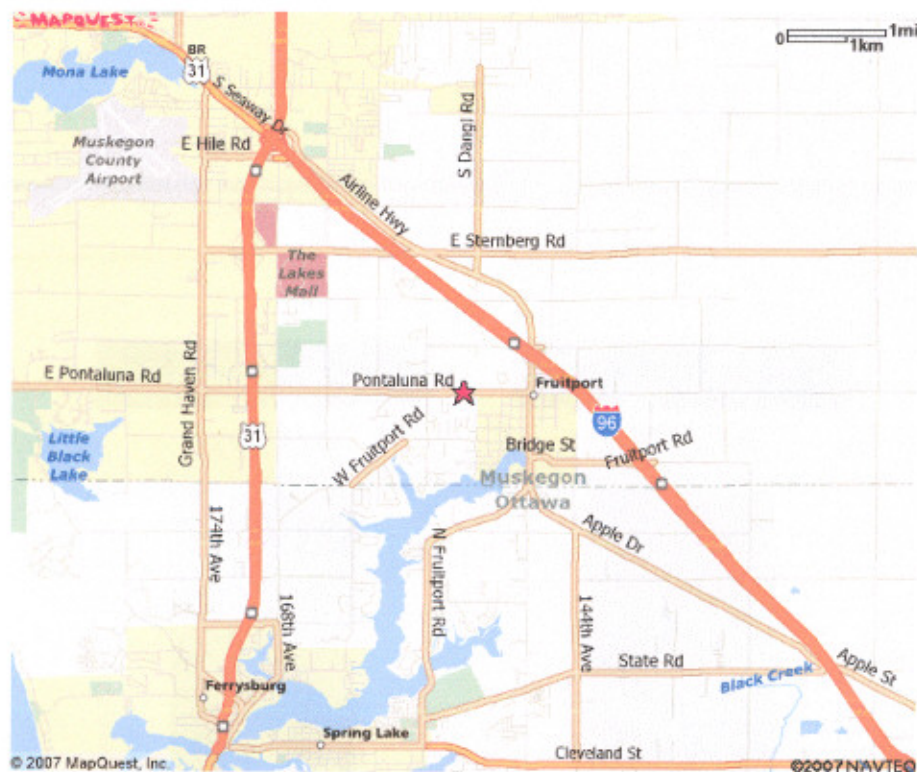 MAPQUEST
0 1mi
1km
BR
31
Mona Lake
S Seaway Dr
Muskegon
County
Airport
E Hile Rd
S Dangl Rd
Airline Hwy
E Sternberg Rd
The
Lakes
Mall
E Pontaluna Rd
Grand Haven Rd
Pontaluna Rd
Fruitport
31
96
Little
Black
Lake
W Fruitport Rd
Bridge St
Fruitport Rd
Muskegon
Ottawa
174th Ave
N Fruitport Rd
Apple Dr
168th Ave
144th Ave
State Rd
Black Creek
Apple St
Ferrysburg
Spring Lake
Cleveland St
© 2007 MapQuest, Inc.
©2007 NAVTEQ